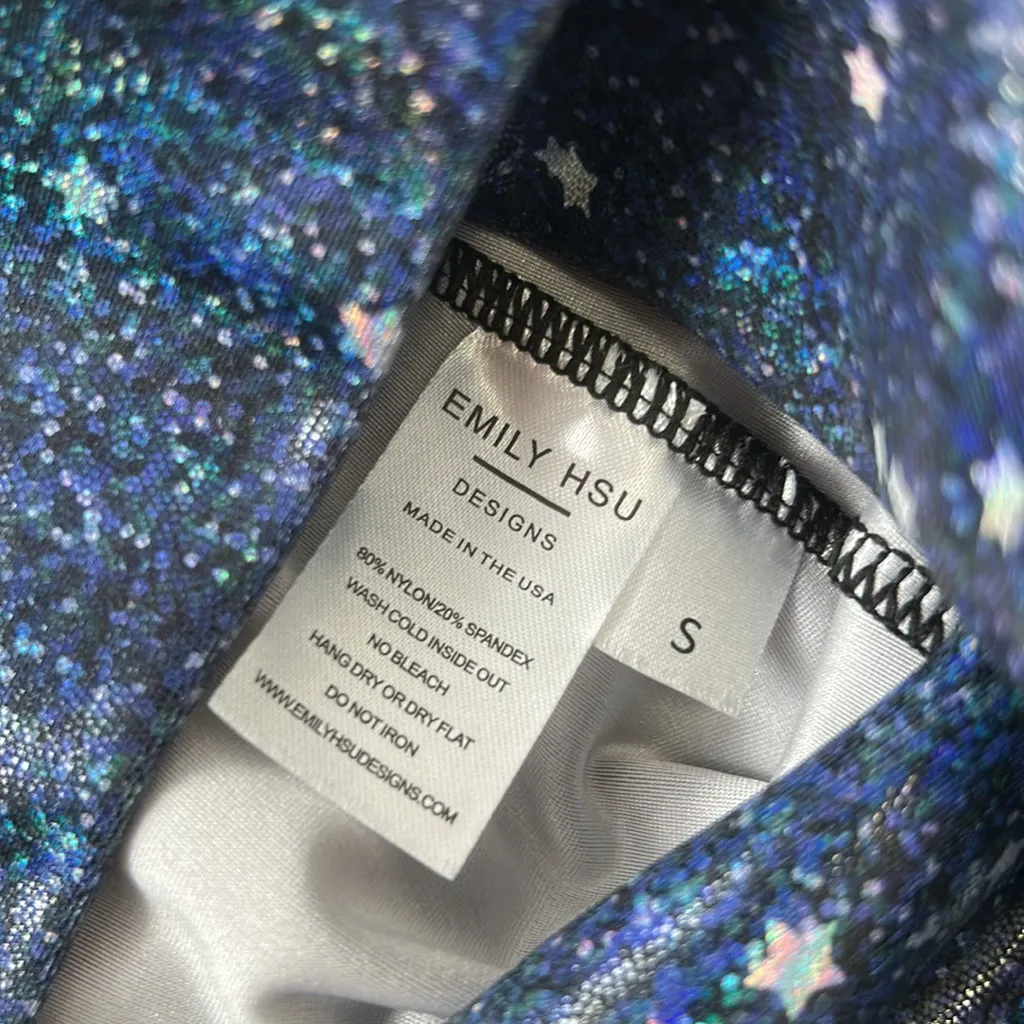 EMILY HSU
DESIGNS
MADE IN THE USA
80% NYLON/20% SPANDEX
WASH COLD INSIDE OUT
NO BLEACH
HANG DRY OR DRY FLAT
DO NOT IRON
WWW.EMILYHSUDESIGNS.COM
S